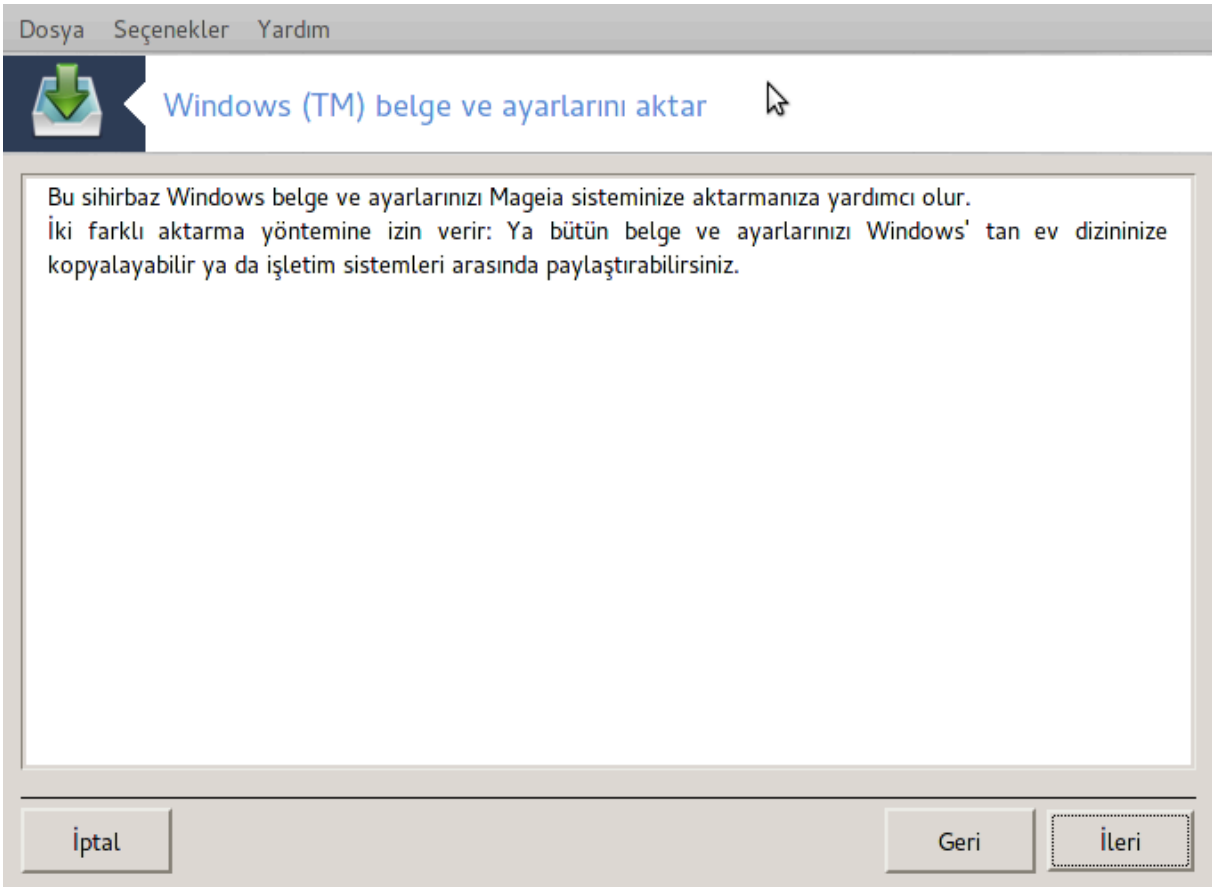 Dosya Seçenekler Yardım
Windows (TM) belge ve ayarlarını aktar
Bu sihirbaz Windows belge ve ayarlarınızı Mageia sisteminize aktarmanıza yardımcı olur.
İki farklı aktarma yöntemine izin verir: Ya bütün belge ve ayarlarınızı Windows' tan ev dizininize
kopyalayabilir ya da işletim sistemleri arasında paylaştırabilirsiniz.
İptal Geri İleri